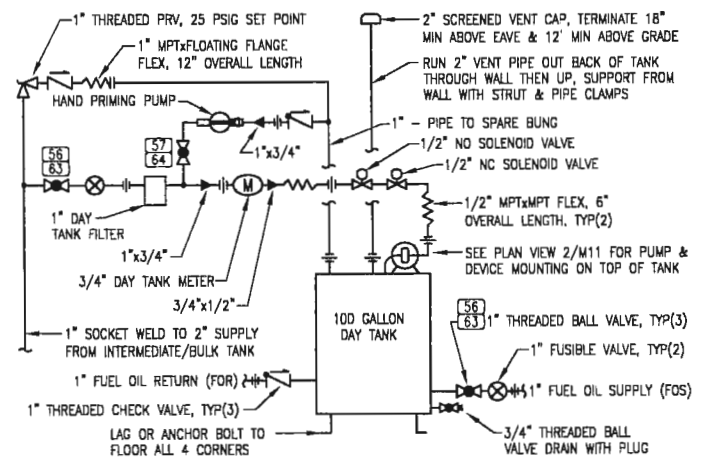 1" THREADED PRV, 25 PSIG SET POINT
1" MPTxFLOATING FLANGE
FLEX, 12" OVERALL LENGTH
HAND PRIMING PUMP
2" SCREENED VENT CAP, TERMINATE 18"
MIN ABOVE EAVE & 12' MIN ABOVE GRADE
RUN 2" VENT PIPE OUT BACK OF TANK
THROUGH WALL THEN UP, SUPPORT FROM
WALL WITH STRUT & PIPE CLAMPS
1" - PIPE TO SPARE BUNG
1/2" NO SOLENOID VALVE
1/2" NC SOLENOID VALVE
56
63
57
64
1"x3/4"
M
1" DAY
TANK FILTER
1"x3/4"
3/4" DAY TANK METER
3/4"x1/2"
1/2" MPTxMPT FLEX, 6"
OVERALL LENGTH, TYP(2)
SEE PLAN VIEW 2/M11 FOR PUMP &
DEVICE MOUNTING ON TOP OF TANK
1" SOCKET WELD TO 2" SUPPLY
FROM INTERMEDIATE/BULK TANK
100 GALLON
DAY TANK
56
63
1" THREADED BALL VALVE, TYP(3)
1" FUSIBLE VALVE, TYP(2)
1" FUEL OIL RETURN (FOR)
1" FUEL OIL SUPPLY (FOS)
1" THREADED CHECK VALVE, TYP(3)
LAG OR ANCHOR BOLT TO
FLOOR ALL 4 CORNERS
3/4" THREADED BALL
VALVE DRAIN WITH PLUG